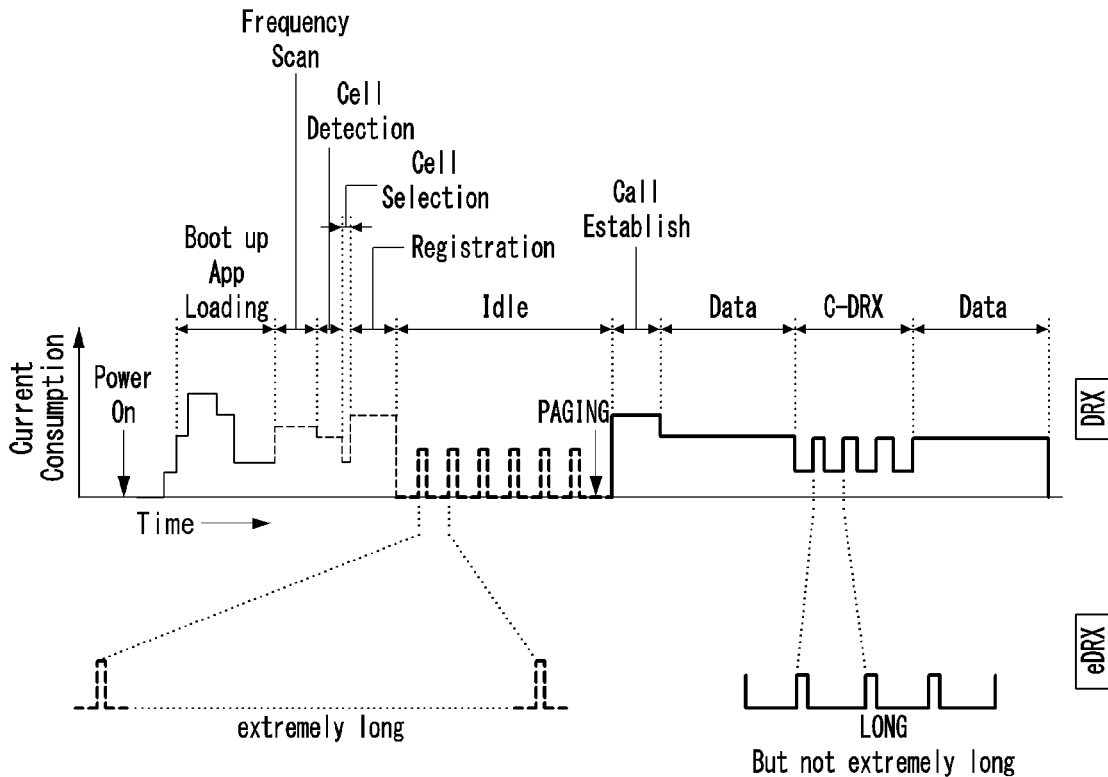 Frequency
Scan
Cell
Detection
Cell
Selection
Call
Establish
Boot up
App
Loading
Registration
Idle
Data
C-DRX
Data
Current
Consumption
Power
On
PAGING
DRX
Time
eDRX
extremely long
LONG
But not extremely long